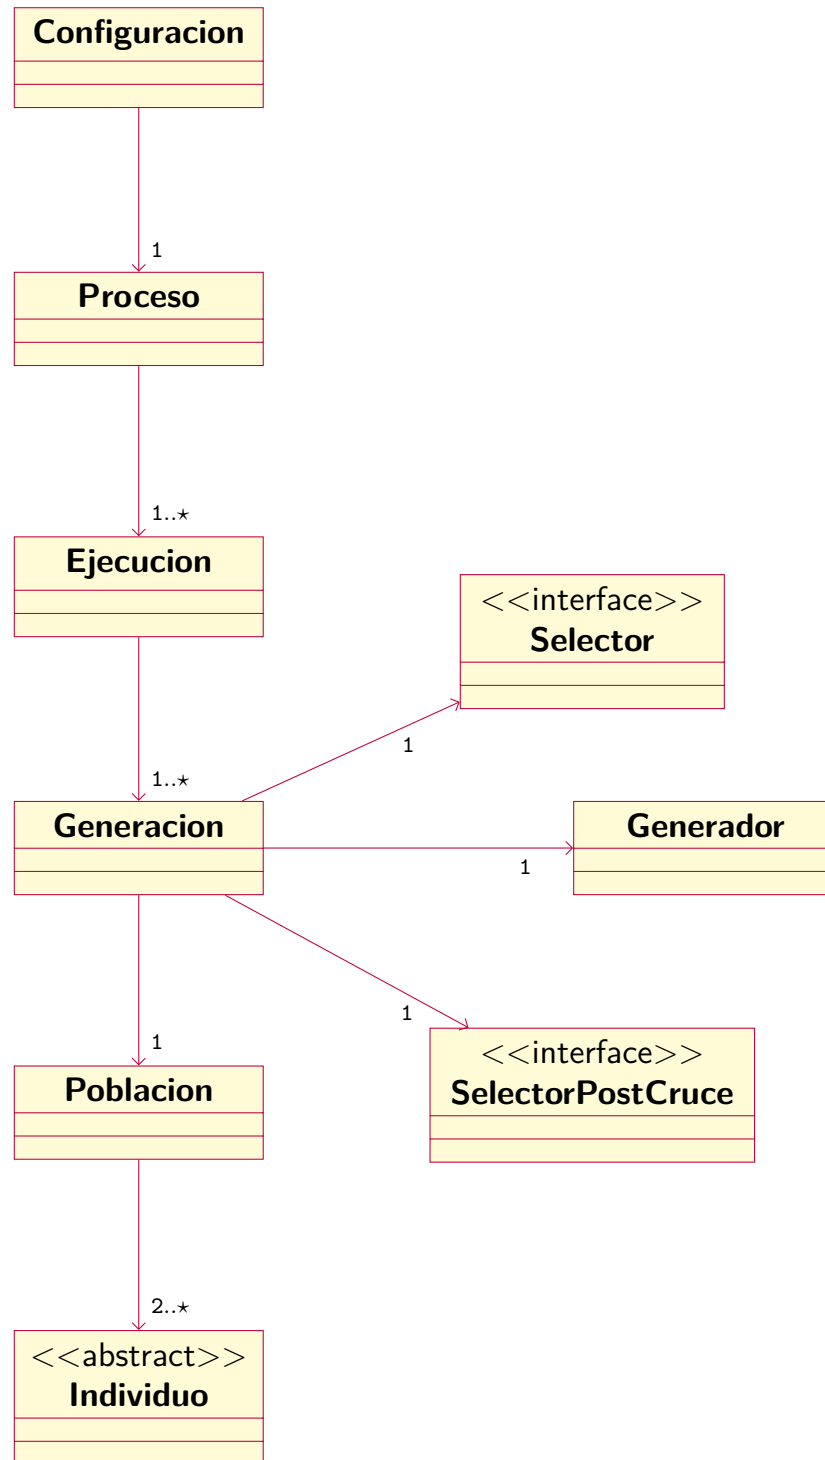 Configuracion
1
Proceso
1..⋆
Ejecucion
<<interface>>
Selector
1
1..⋆
Generacion
Generador
1
1
1
<<interface>>
SelectorPostCruce
Poblacion
2..⋆
<<abstract>>
Individuo